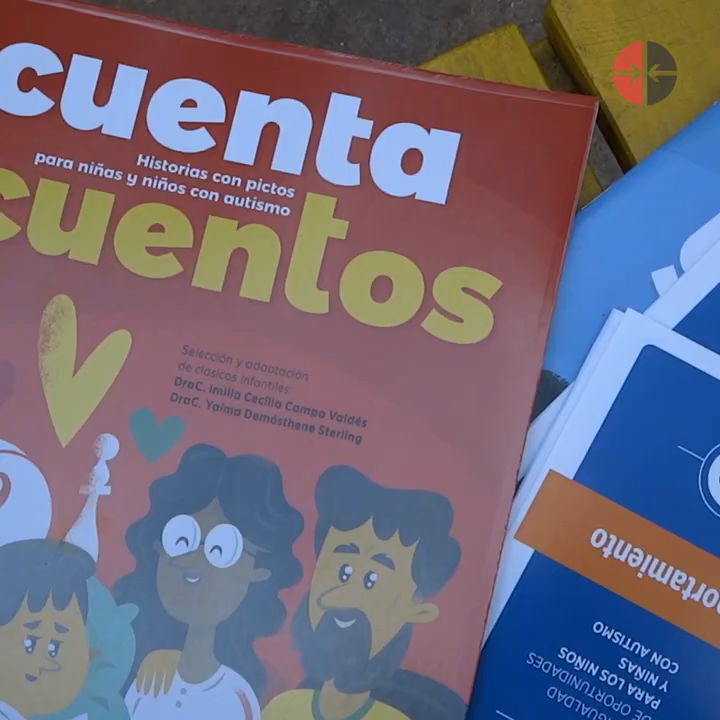 cuenta
Historias con pictos
para niñas y niños con autismo
cuentos
Selección y adaptación
de clásicos infantiles:
DraC. Imilla Cecilia Campo Valdés
DraC. Yaima Demósthene Sterling
IGUALDAD
DE OPORTUNIDADES
PARA LOS NIÑOS
Y NIÑAS
CON AUTISMO